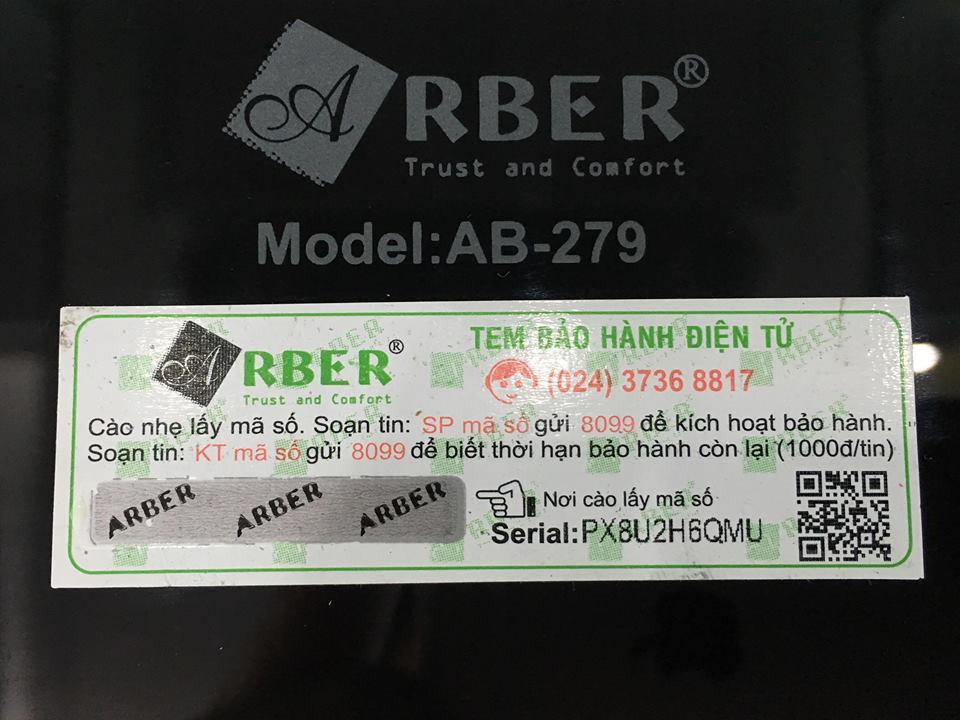 ARBER®
Trust and Comfort
Model:AB-279
ARBER®
Trust and Comfort
TEM BẢO HÀNH ĐIỆN TỬ
(024) 3736 8817
Cào nhẹ lấy mã số. Soạn tin: SP mã số gửi 8099 để kích hoạt bảo hành.
Soạn tin: KT mã số gửi 8099 để biết thời hạn bảo hành còn lại (1000đ/tin)
ARBER ARBER ARBER
Nơi cào lấy mã số
Serial:PX8U2H6QMU